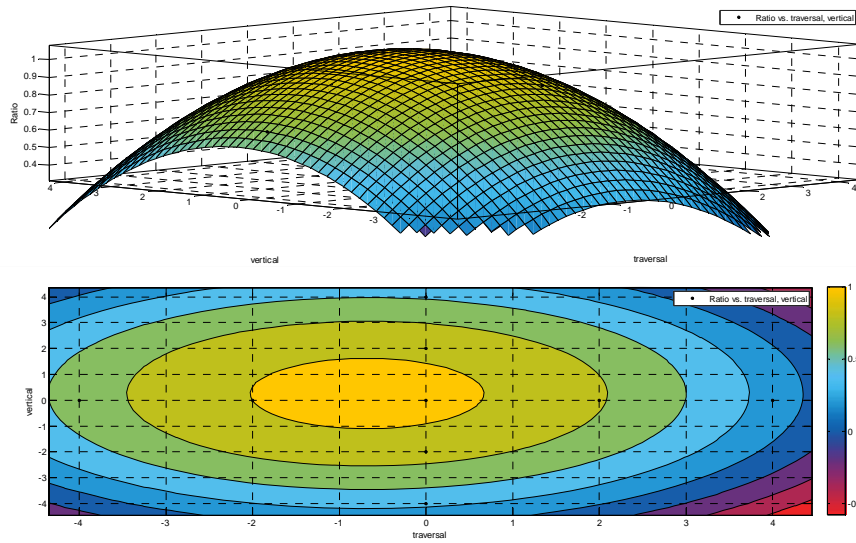 Ratio vs. traversal, vertical
1
0.9
0.8
0.7
0.6
0.5
0.4
Ratio
4 3 2 1 0 -1 -2 -3
-2 -1 0 1 2 3 4
vertical
traversal
Ratio vs. traversal, vertical
4
3
2
1
0
-1
-2
-3
-4
vertical
-4 -3 -2 -1 0 1 2 3 4
traversal
1